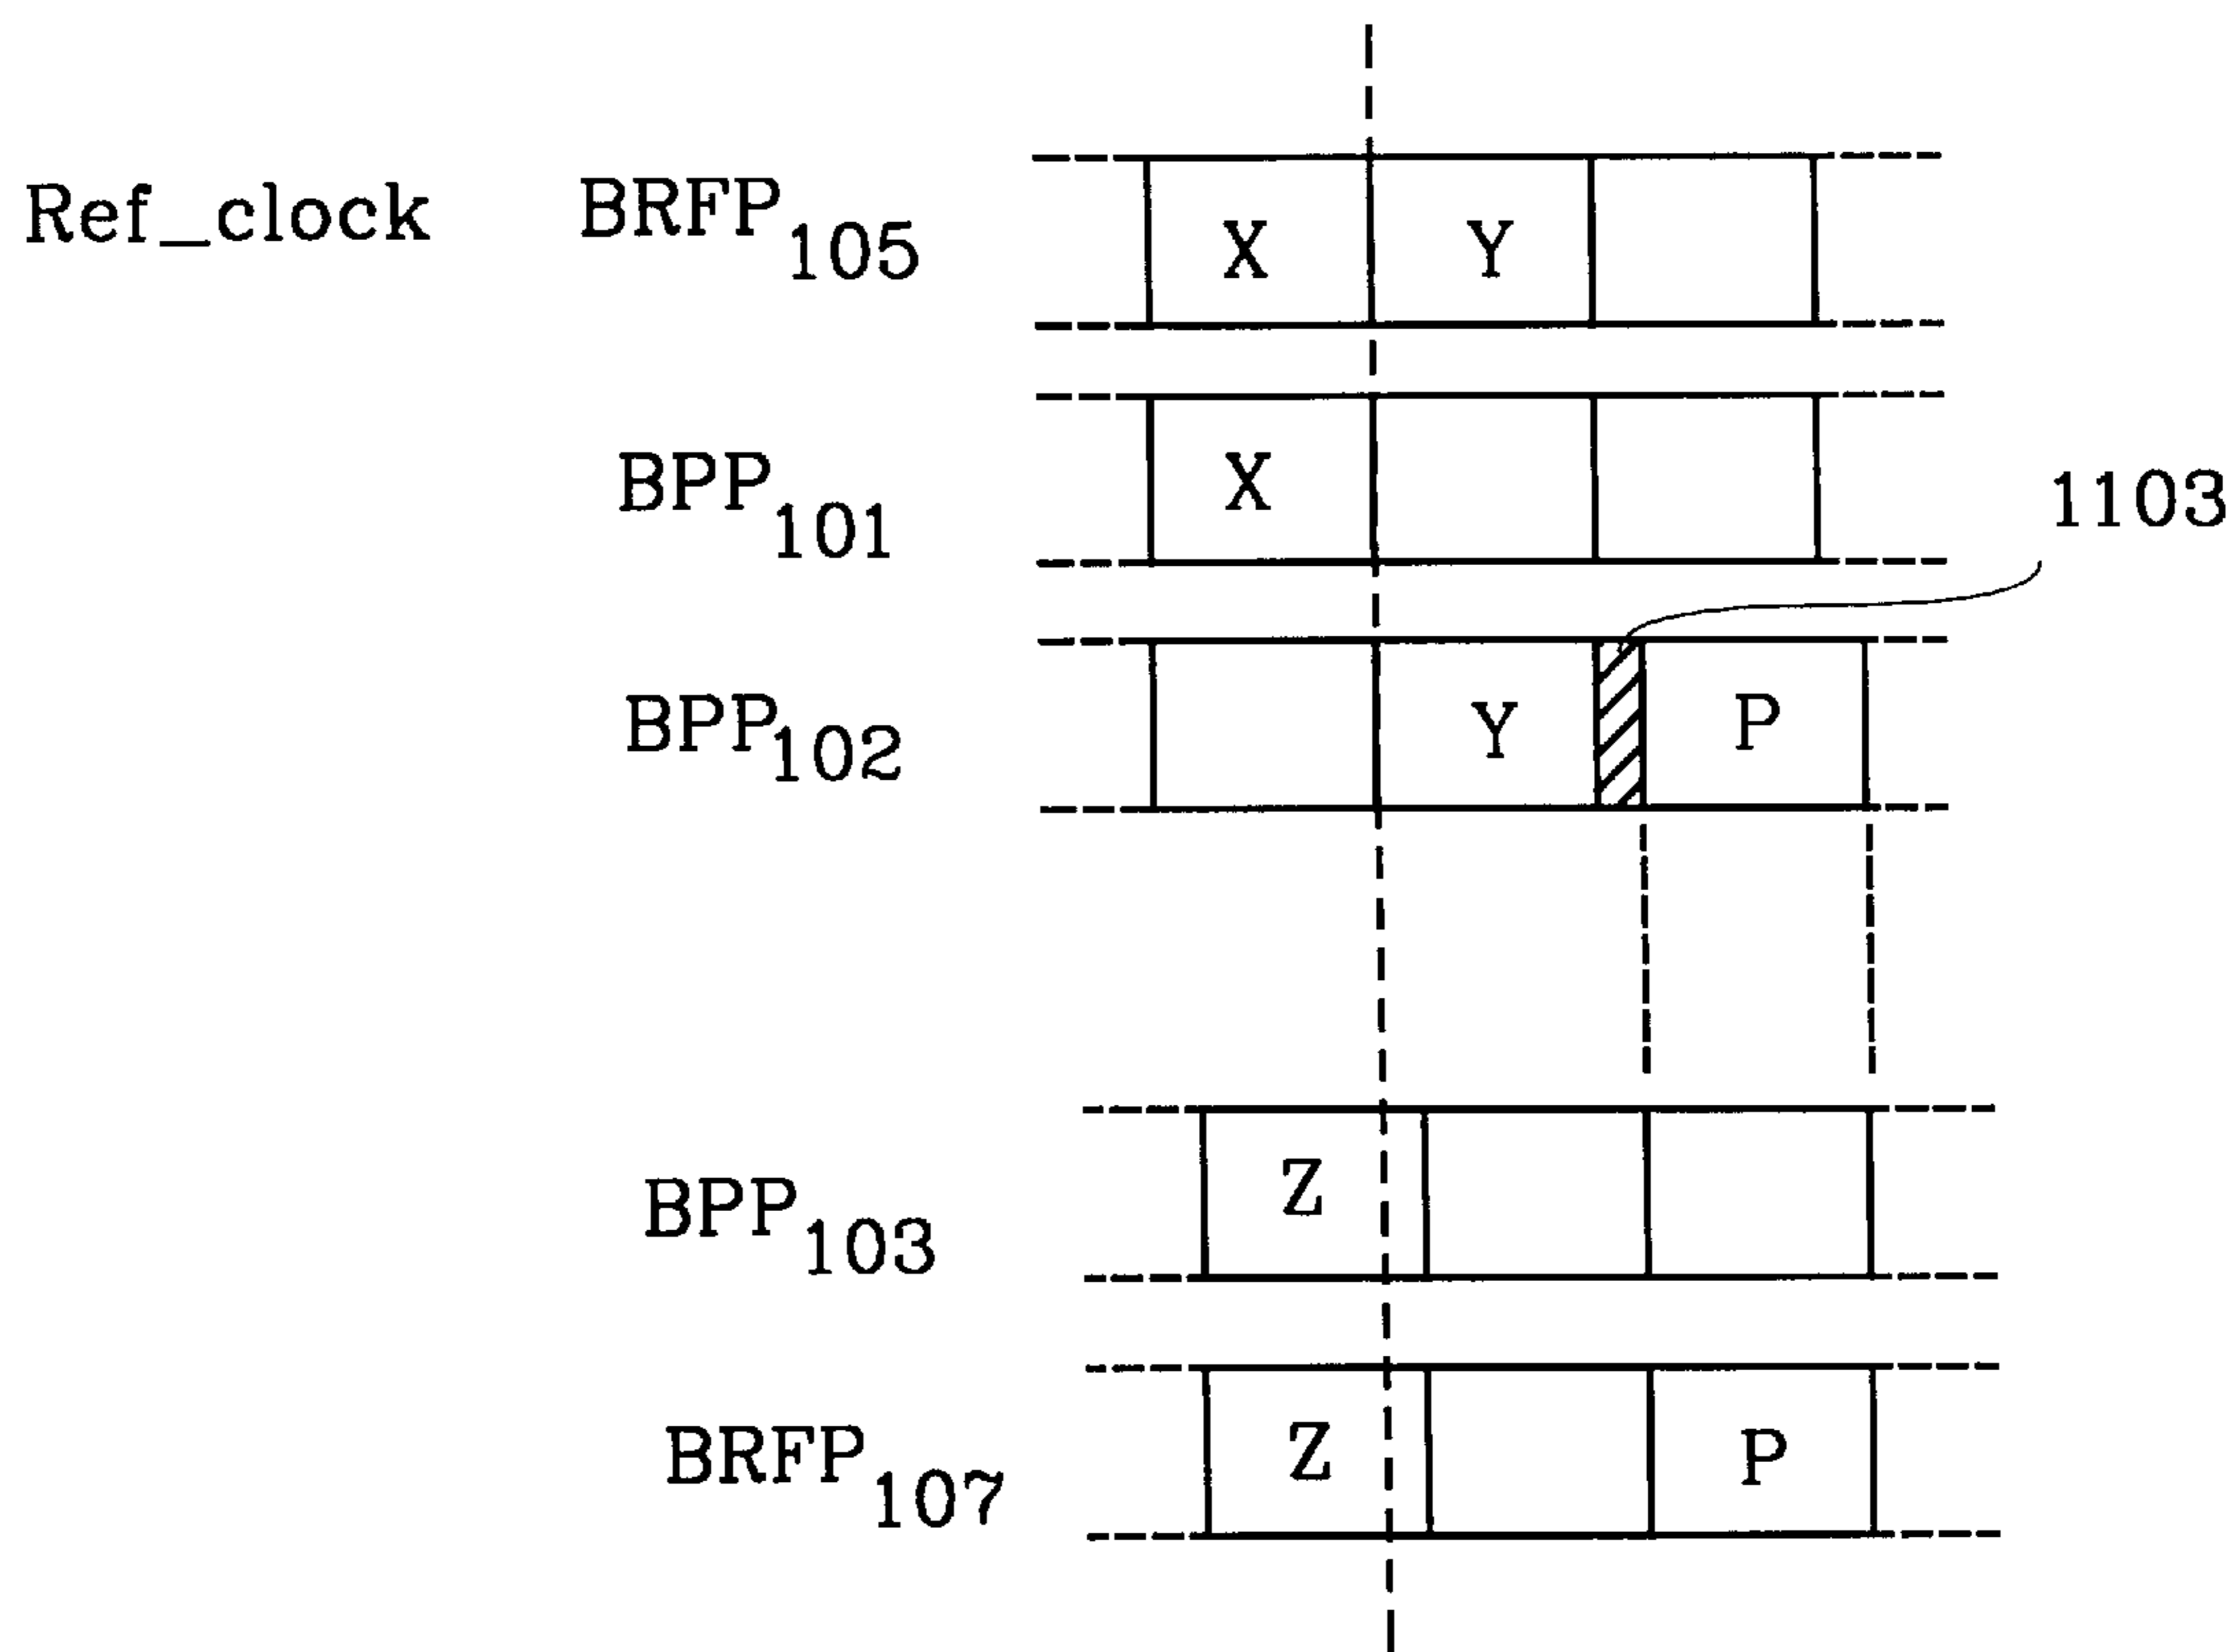 Ref_clock BRFP105 X Y
BPP101 X
1103
BPP102 Y P
BPP103 Z
BRFP107 Z P